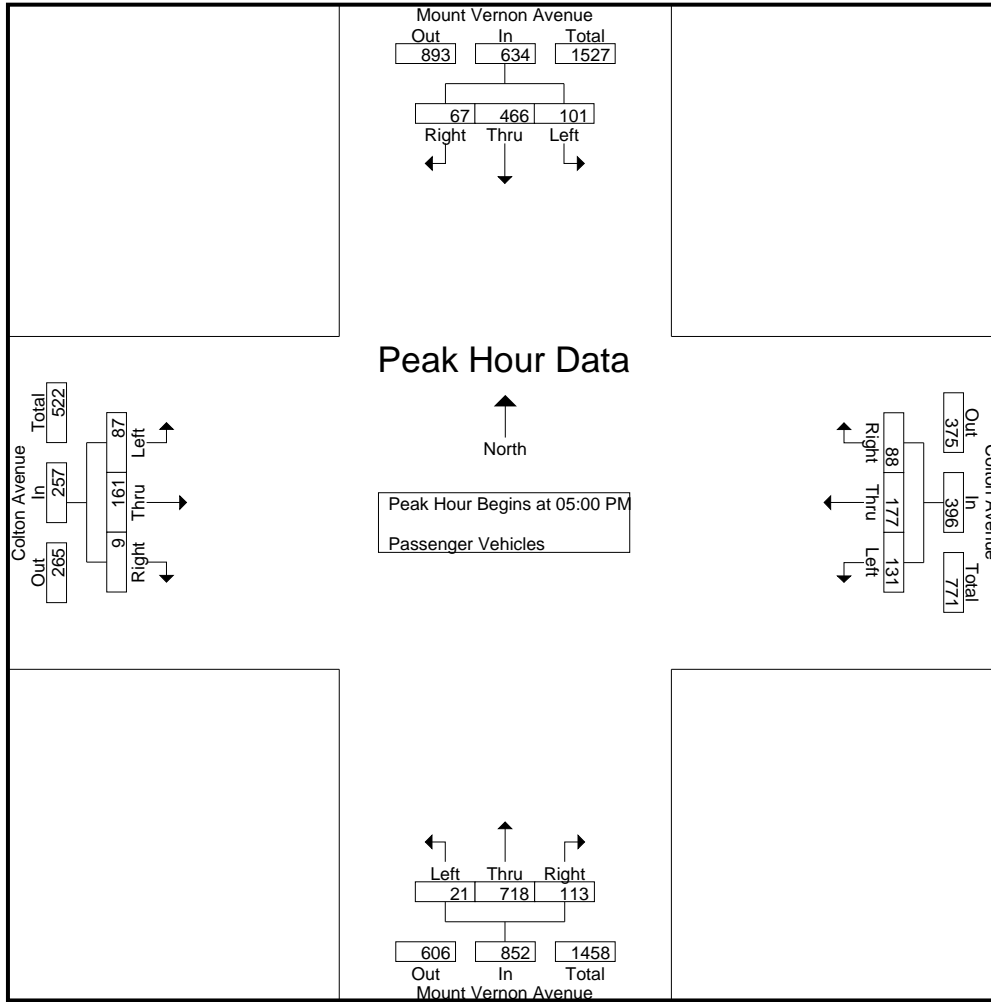 Mount Vernon Avenue
Out In Total
893 634 1527
67 466 101
Right Thru Left
Peak Hour Data
North
Peak Hour Begins at 05:00 PM
Passenger Vehicles
Colton Avenue
Total In Out
522 257 265
87 161 9
Left Thru Right
Colton Avenue
Out In Total
375 396 771
88 177 131
Right Thru Left
Left Thru Right
21 718 113
606 852 1458
Out In Total
Mount Vernon Avenue